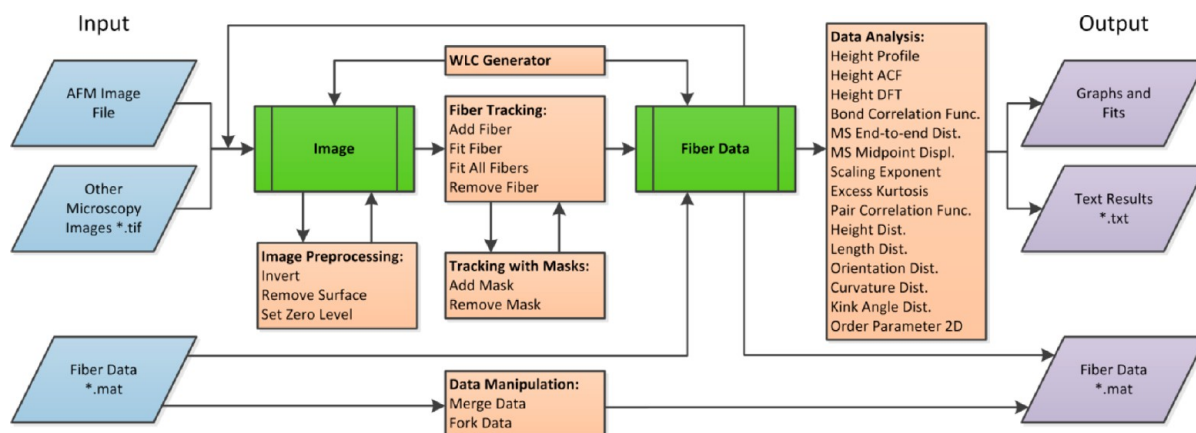 Input
AFM Image
File
Other
Microscopy
Images *.tif
Fiber Data
*.mat
WLC Generator
Image
Fiber Tracking:
Add Fiber
Fit Fiber
Fit All Fibers
Remove Fiber
Fiber Data
Image Preprocessing:
Invert
Remove Surface
Set Zero Level
Tracking with Masks:
Add Mask
Remove Mask
Data Manipulation:
Merge Data
Fork Data
Data Analysis:
Height Profile
Height ACF
Height DFT
Bond Correlation Func.
MS End-to-end Dist.
MS Midpoint Displ.
Scaling Exponent
Excess Kurtosis
Pair Correlation Func.
Height Dist.
Length Dist.
Orientation Dist.
Curvature Dist.
Kink Angle Dist.
Order Parameter 2D
Output
Graphs and
Fits
Text Results
*.txt
Fiber Data
*.mat